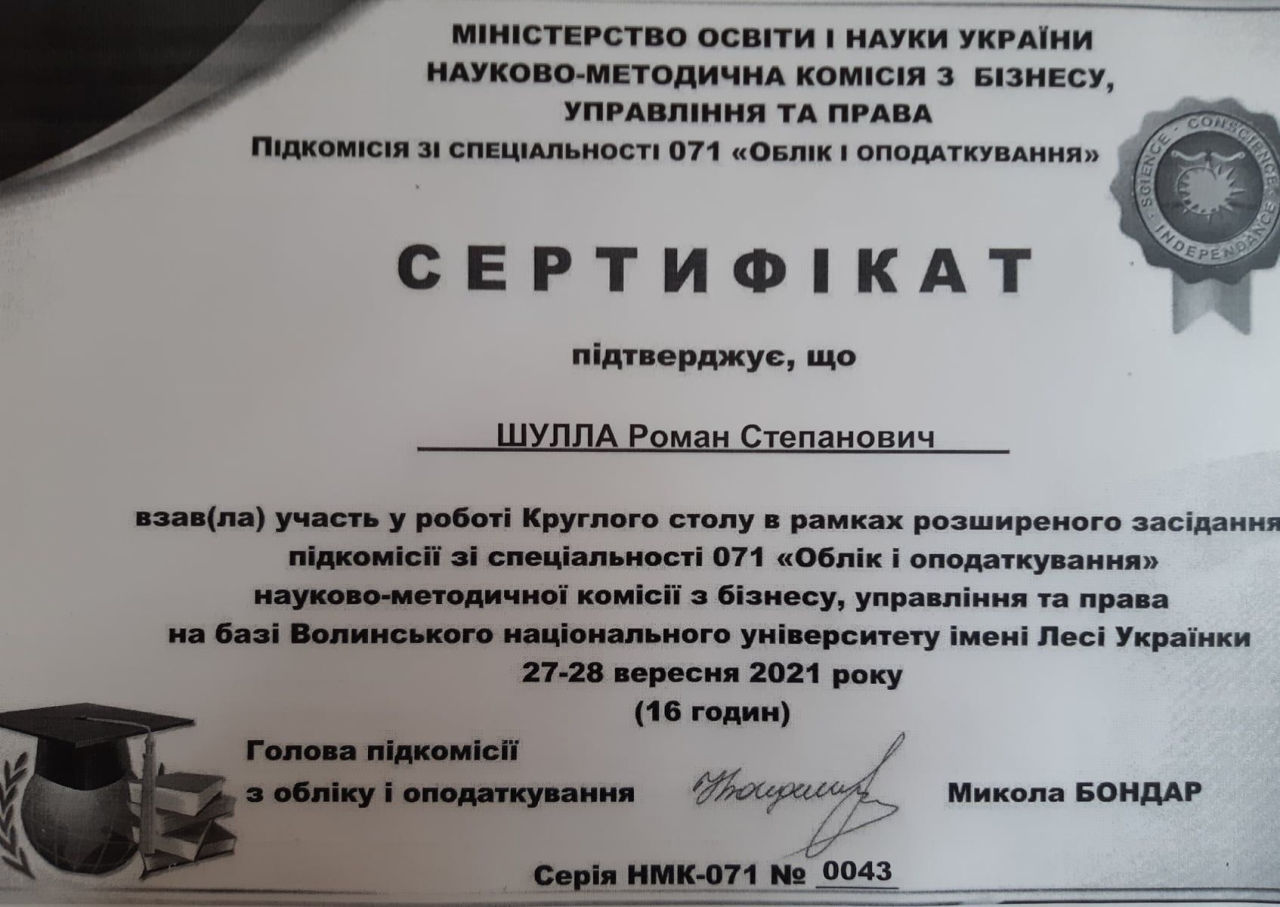 МІНІСТЕРСТВО ОСВІТИ І НАУКИ УКРАЇНИ
НАУКОВО-МЕТОДИЧНА КОМІСІЯ З БІЗНЕСУ,
УПРАВЛІННЯ ТА ПРАВА
ПІДКОМІСІЯ ЗІ СПЕЦІАЛЬНОСТІ 071 «ОБЛІК І ОПОДАТКУВАННЯ»
SCIENCE · CONSCIENCE · INDEPENDANCE
СЕРТИФІКАТ
підтверджує, що
ШУЛЛА Роман Степанович
взав(ла) участь у роботі Круглого столу в рамках розширеного засідання
підкомісії зі спеціальності 071 «Облік і оподаткування»
науково-методичної комісії з бізнесу, управління та права
на базі Волинського національного університету імені Лесі Українки
27-28 вересня 2021 року
(16 годин)
Голова підкомісії
з обліку і оподаткування Микола БОНДАР
Серія НМК-071 № 0043